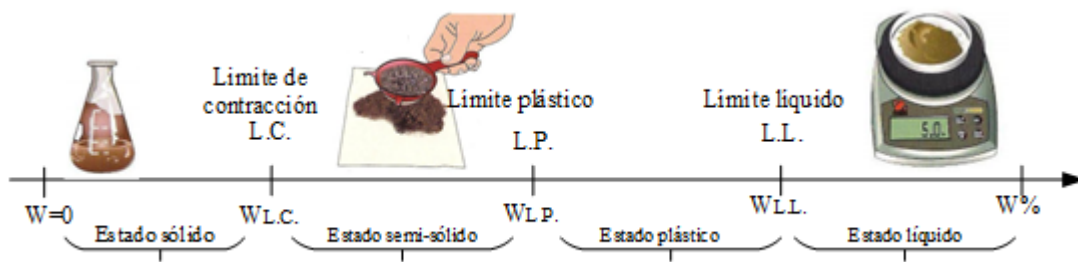 Limite de
contracción
L.C.
Limite plástico
L.P.
Limite líquido
L.L.
5.0
W=0
WL.C.
WL.P.
WL.L.
W%
Estado sólido
Estado semi-sólido
Estado plástico
Estado líquido